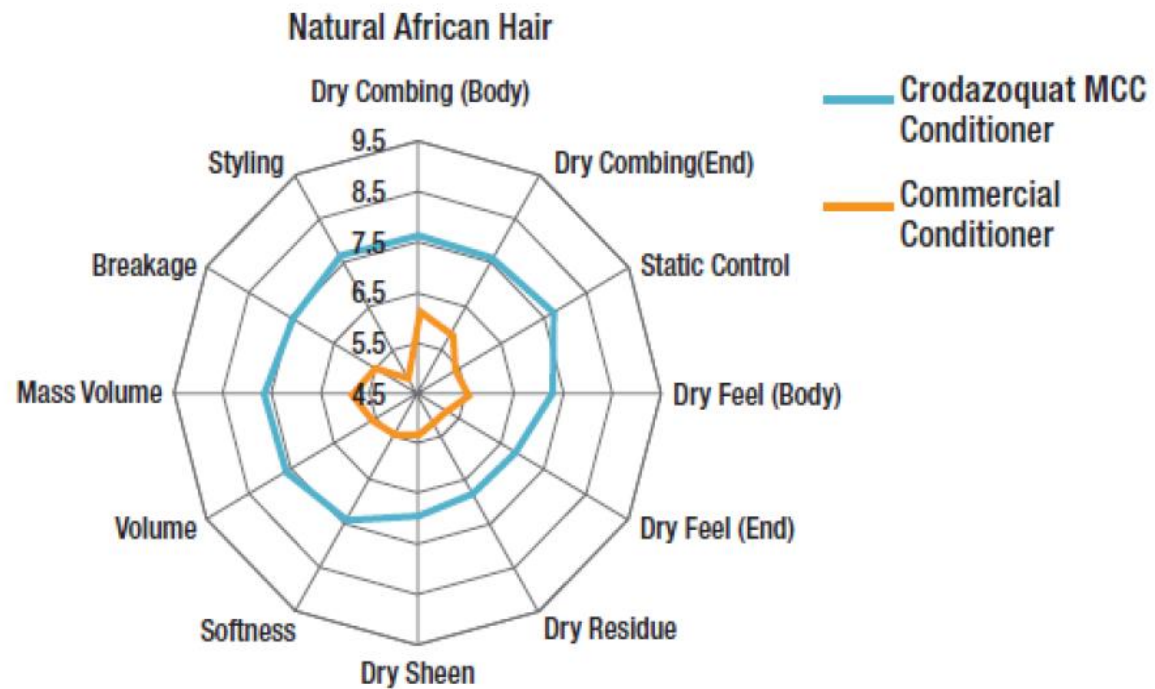 Natural African Hair
Dry Combing (Body)
Crodazoquat MCC
Conditioner
9.5
Styling
Dry Combing(End)
8.5
Commercial
Conditioner
7.5
Breakage
Static Control
6.5
5.5
Mass Volume
4.5
Dry Feel (Body)
Volume
Dry Feel (End)
Softness
Dry Residue
Dry Sheen